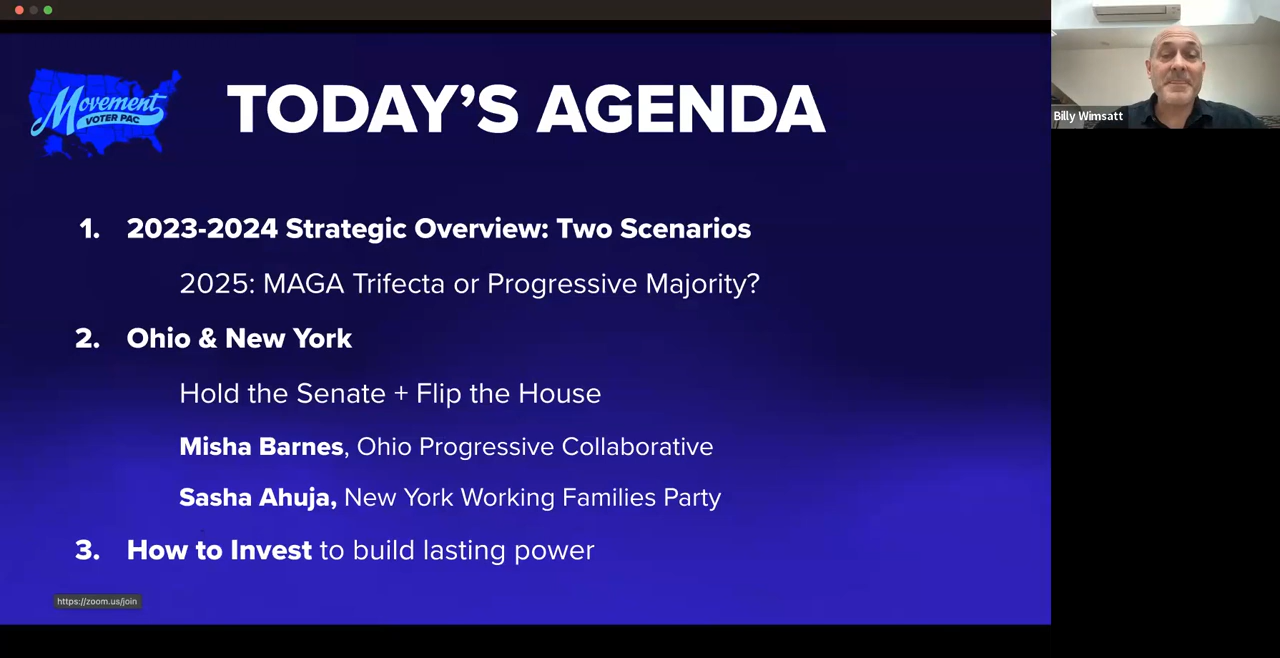 Movement
VOTER PAC
TODAY'S AGENDA
1. 2023-2024 Strategic Overview: Two Scenarios
2025: MAGA Trifecta or Progressive Majority?
2. Ohio & New York
Hold the Senate + Flip the House
Misha Barnes, Ohio Progressive Collaborative
Sasha Ahuja, New York Working Families Party
3. How to Invest to build lasting power
https://zoom.us/join
Billy Wimsatt